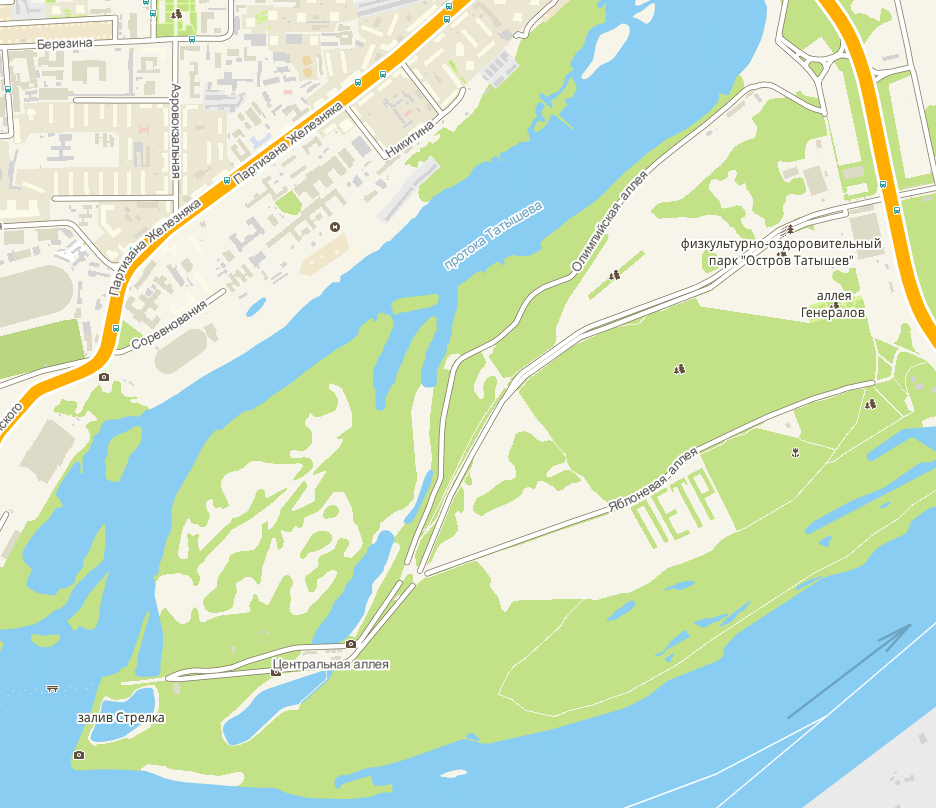 Березина
Аэровокзальная
Партизана Железняка
Никитина
Партизана Железняка
протока Татышева
Олимпийская аллея
физкультурно-оздоровительный
парк "Остров Татышев"
аллея
Генералов
Соревнования
ского
Яблоневая аллея
ПЕТР
Центральная аллея
залив Стрелка